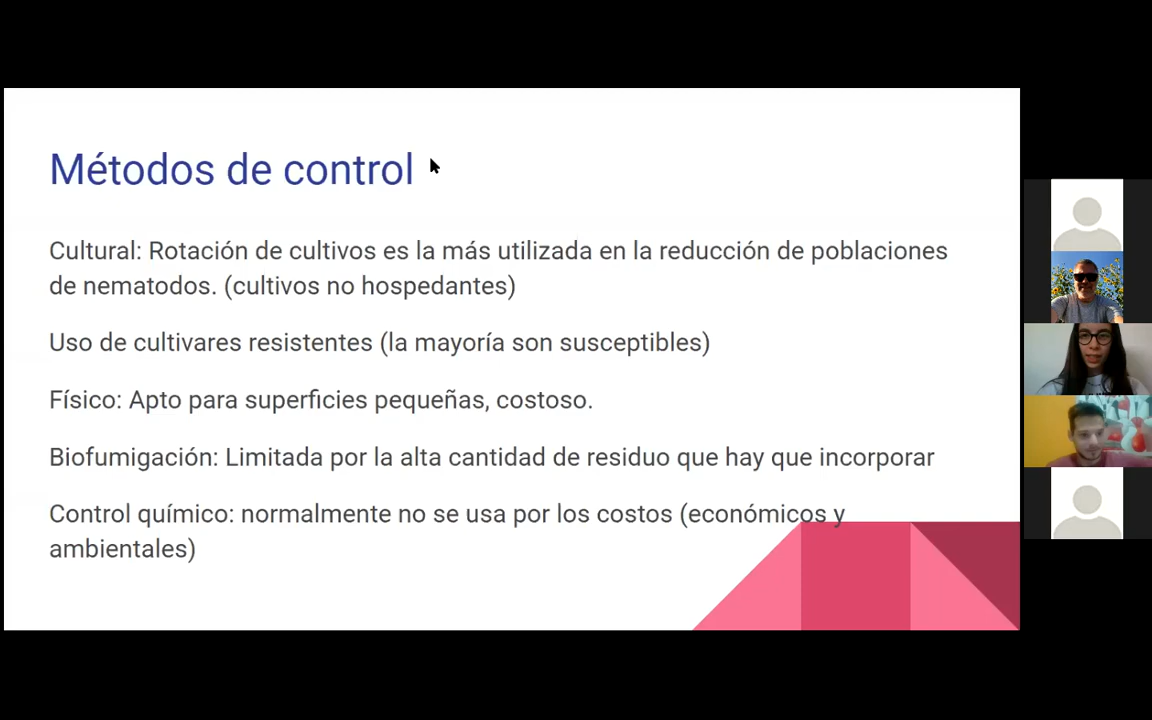 Métodos de control
Cultural: Rotación de cultivos es la más utilizada en la reducción de poblaciones
de nematodos. (cultivos no hospedantes)
Uso de cultivares resistentes (la mayoría son susceptibles)
Físico: Apto para superficies pequeñas, costoso.
Biofumigación: Limitada por la alta cantidad de residuo que hay que incorporar
Control químico: normalmente no se usa por los costos (económicos y
ambientales)